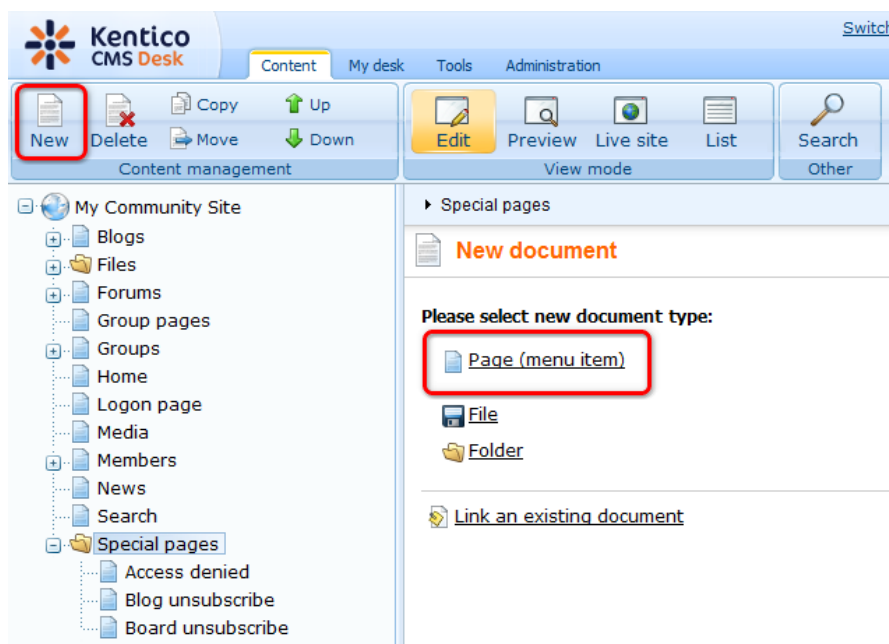 Kentico
CMS Desk
Content My desk Tools Administration
New Delete Copy Move Up Down
Content management
Edit Preview Live site List
View mode
Search
Other
My Community Site
Blogs
Files
Forums
Group pages
Groups
Home
Logon page
Media
Members
News
Search
Special pages
Access denied
Blog unsubscribe
Board unsubscribe
Special pages
New document
Please select new document type:
Page (menu item)
File
Folder
Link an existing document